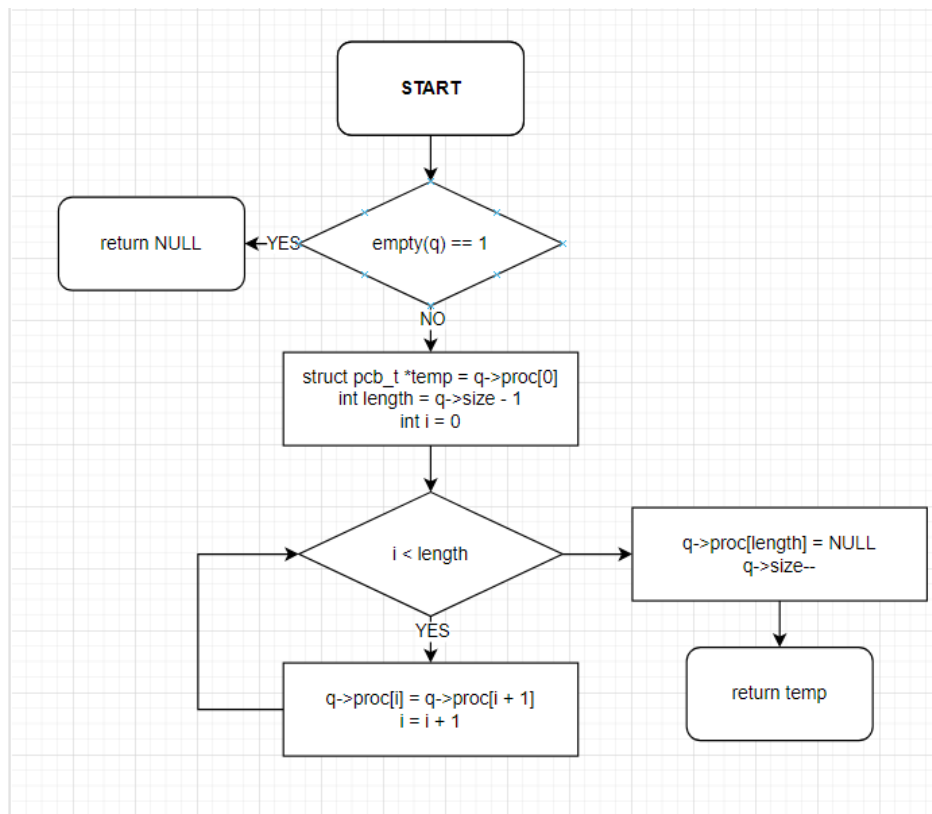 START
empty(q) == 1
YES
return NULL
NO
struct pcb_t *temp = q->proc[0]
int length = q->size - 1
int i = 0
i < length
q->proc[length] = NULL
q->size--
YES
q->proc[i] = q->proc[i + 1]
i = i + 1
return temp